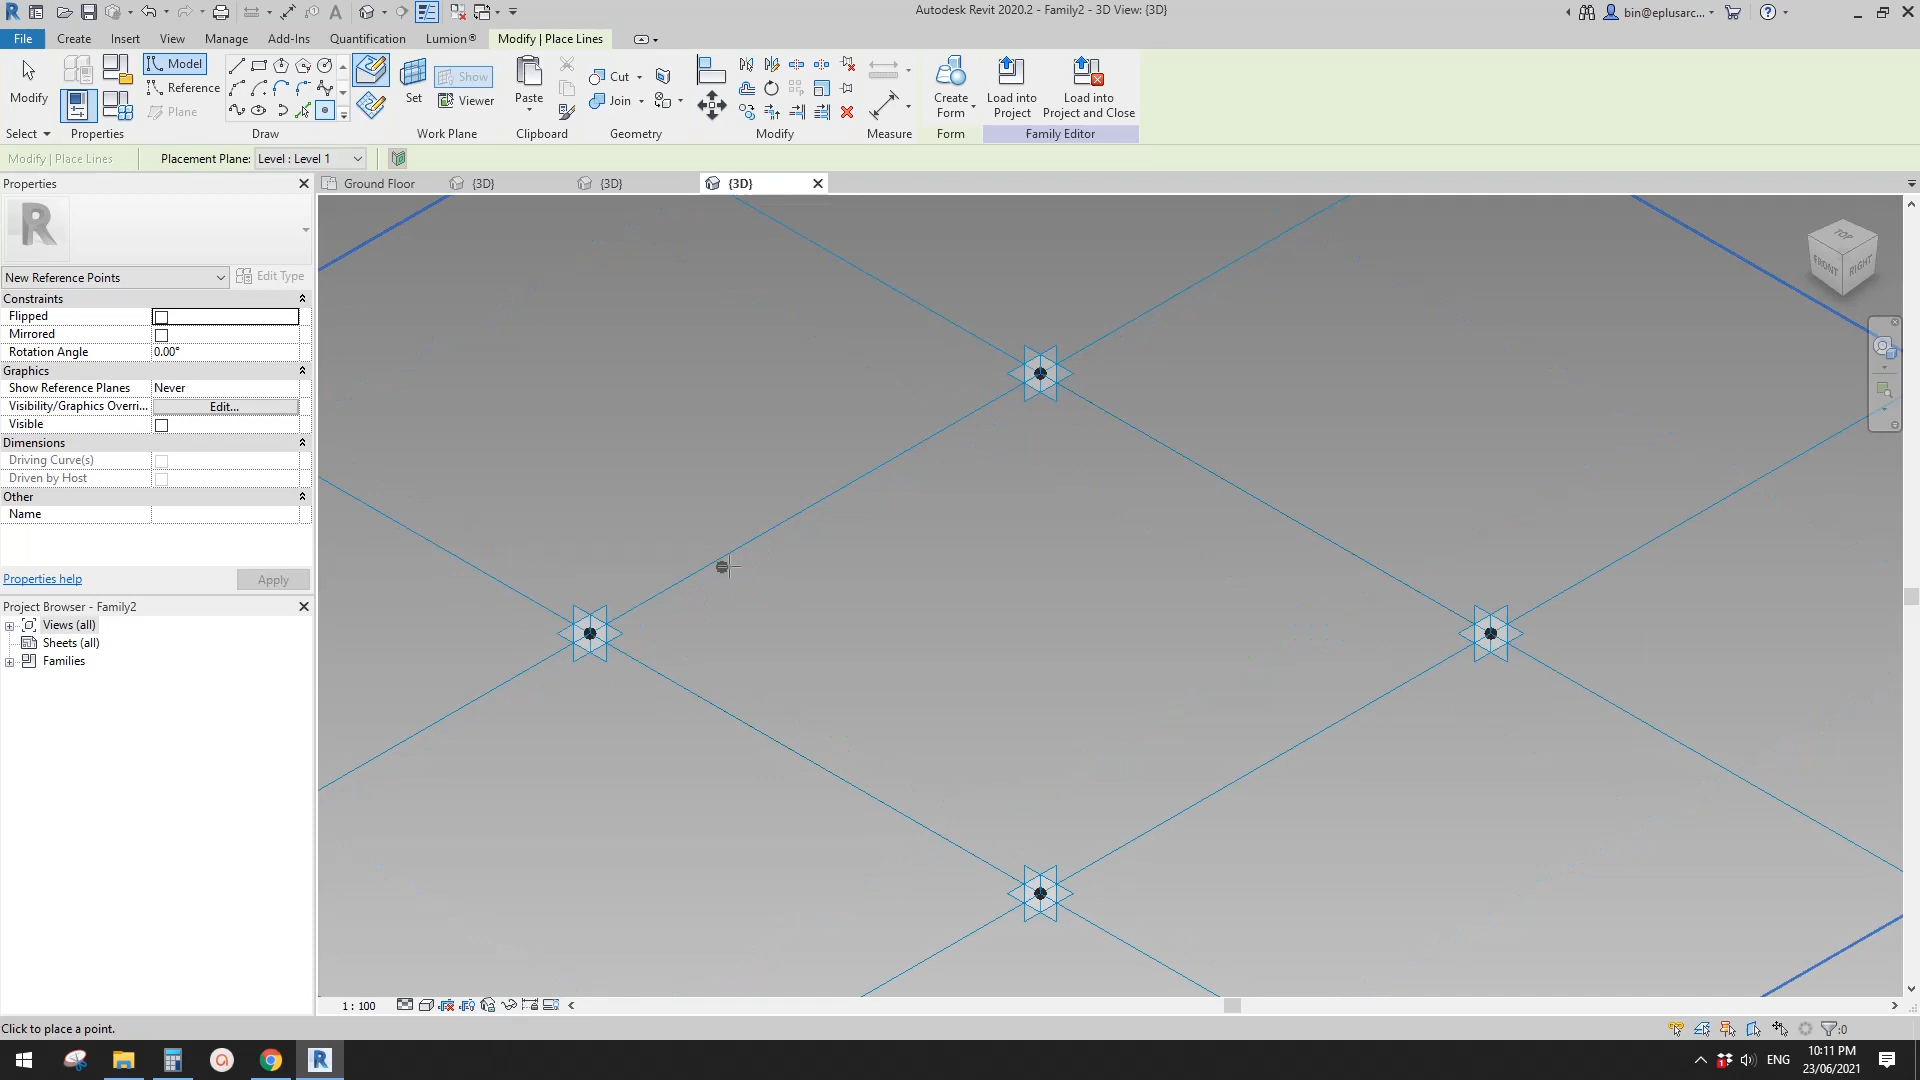 Autodesk Revit 2020.2 - Family2 - 3D View: {3D}
bin@eplusarc...
File Create Insert View Manage Add-Ins Quantification Lumion® Modify | Place Lines
Modify
Model
Reference
Plane
Set
Show
Viewer
Paste
Cut
Join
Create Form
Load into Project
Load into Project and Close
Select Properties Draw Work Plane Clipboard Geometry Modify Measure Form Family Editor
Modify | Place Lines Placement Plane: Level : Level 1
Properties
Ground Floor {3D} {3D} {3D}
TOP
FRONT RIGHT
New Reference Points Edit Type
Constraints
Flipped
Mirrored
Rotation Angle 0.00°
Graphics
Show Reference Planes Never
Visibility/Graphics Overri... Edit...
Visible
Dimensions
Driving Curve(s)
Driven by Host
Other
Name
Properties help Apply
Project Browser - Family2
Views (all)
Sheets (all)
Families
1 : 100
Click to place a point.
:0
ENG
10:11 PM
23/06/2021